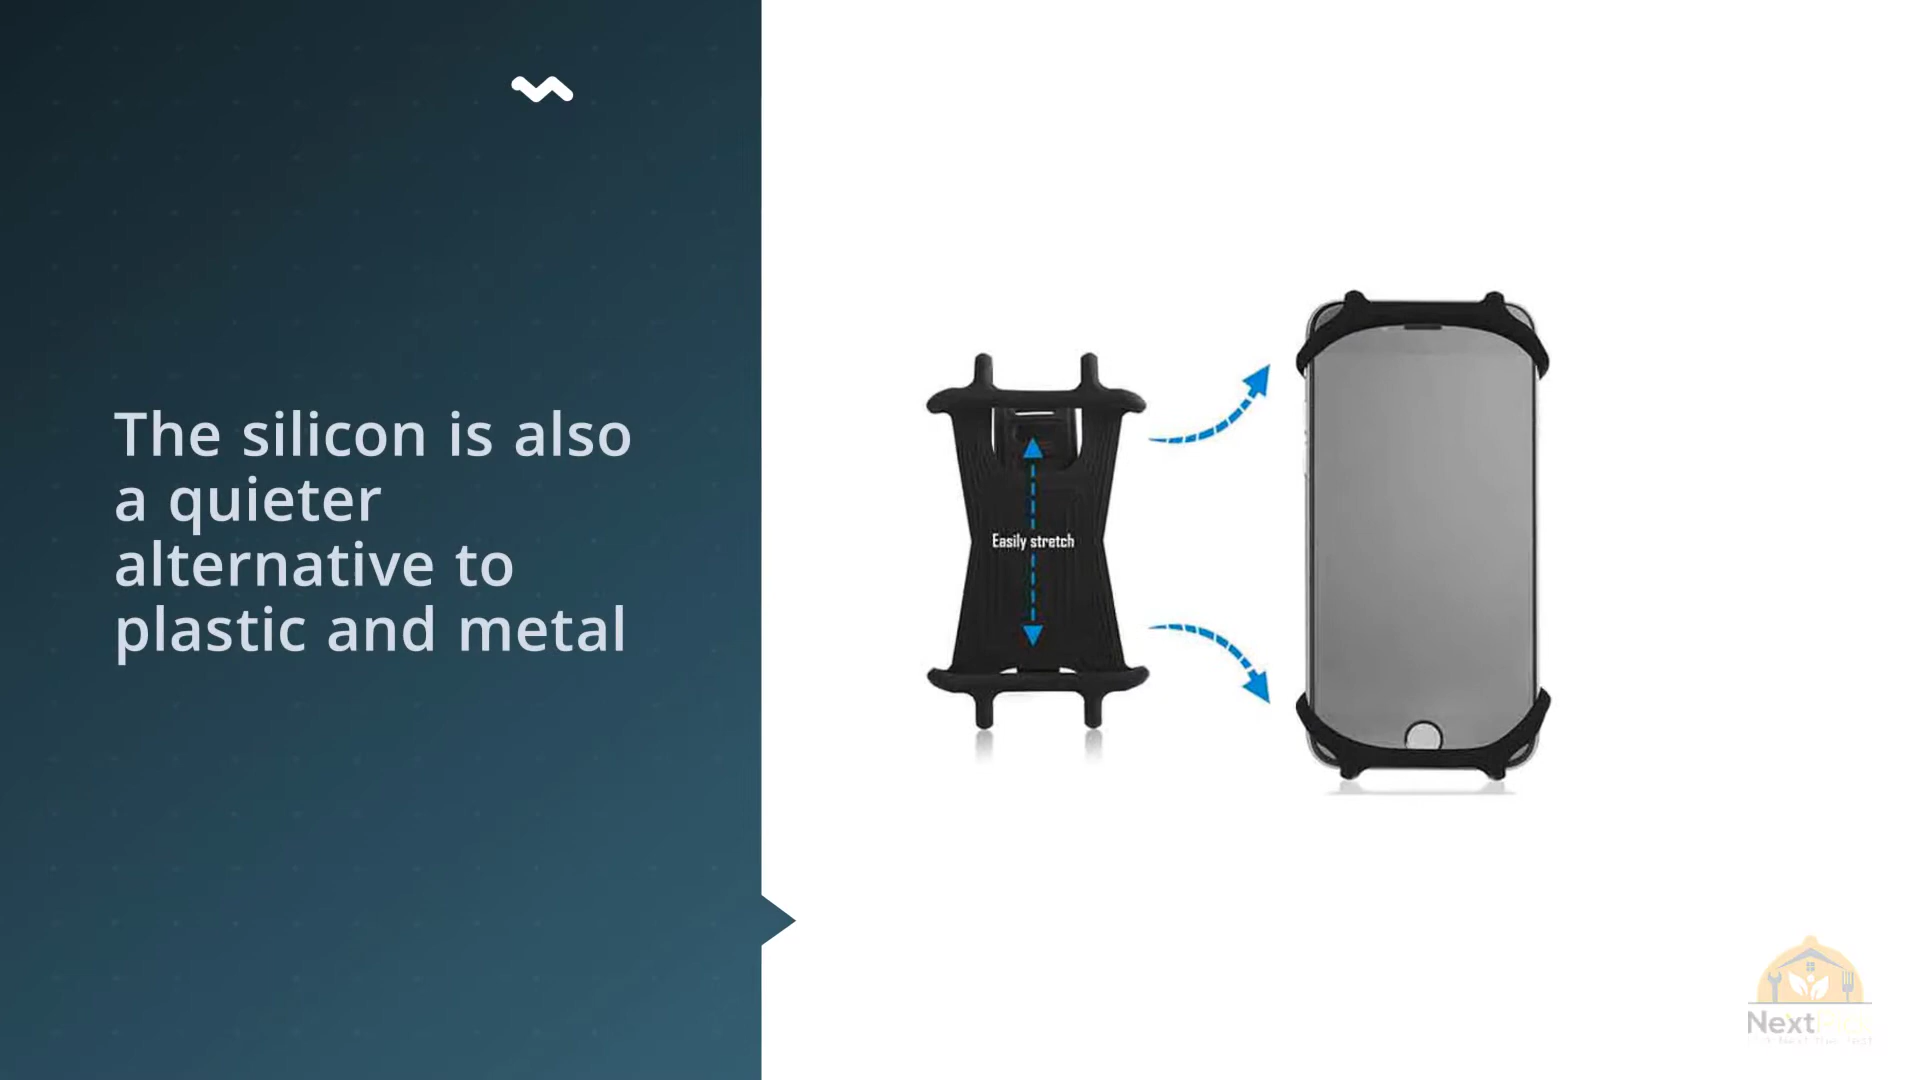 The silicon is also
a quieter
alternative to
plastic and metal
Easily stretch
Next